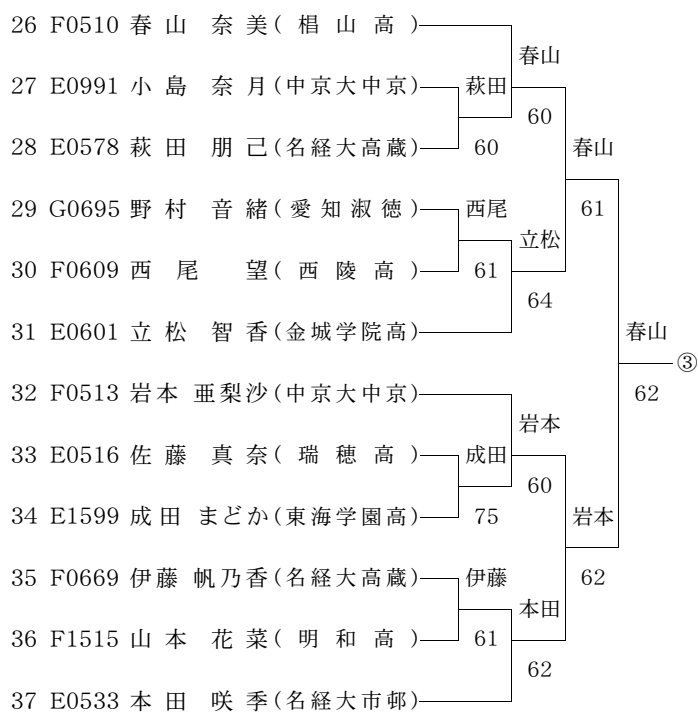 26 F0510 春山 奈美(椙山高)
春山
27 E0991 小島 奈月(中京大中京)
萩田
60
28 E0578 萩田 朋己(名経大高蔵)
60
春山
29 G0695 野村 音緒(愛知淑徳)
西尾
61
立松
30 F0609 西尾 望(西陵高)
61
64
31 E0601 立松 智香(金城学院高)
春山
③
32 F0513 岩本 亜梨沙(中京大中京)
62
岩本
33 E0516 佐藤 真奈(瑞穂高)
成田
60
34 E1599 成田 まどか(東海学園高)
75
岩本
35 F0669 伊藤 帆乃香(名経大高蔵)
伊藤
62
本田
36 F1515 山本 花菜(明和高)
61
62
37 E0533 本田 咲季(名経大市邨)